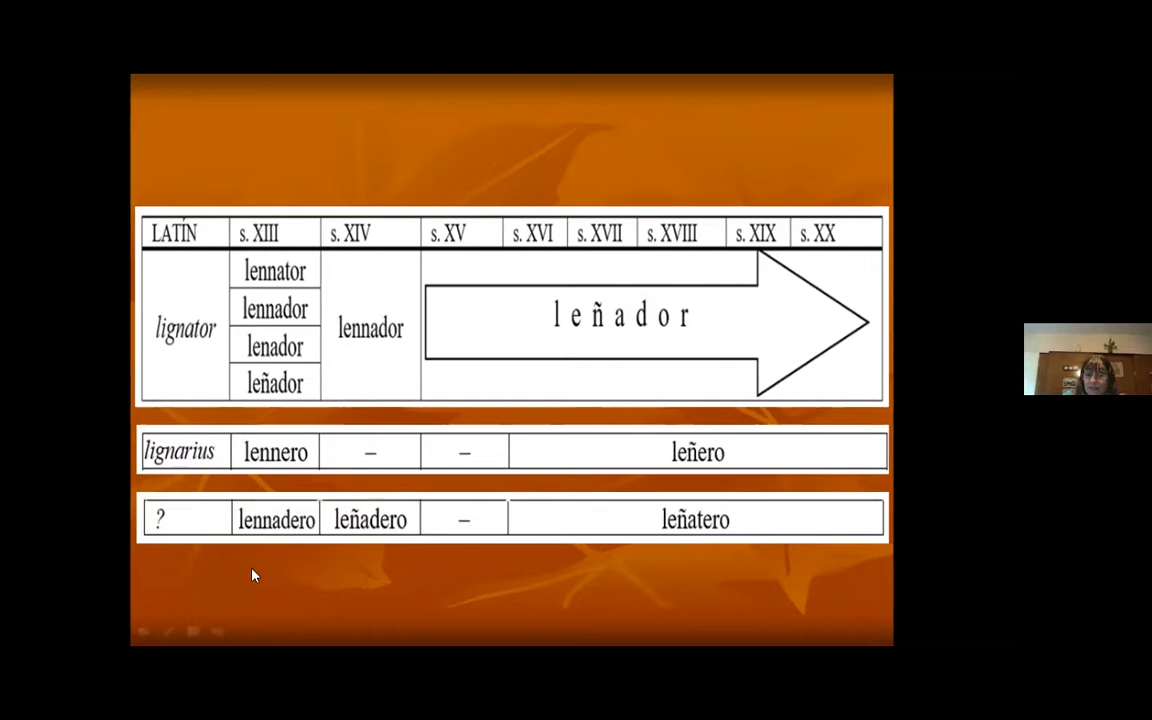 LATÍN s. XIII s. XIV s. XV s. XVI s. XVII s. XVIII s. XIX s. XX
lennator
lennador
lignator lennador leñador
lenador
leñador
lignarius lennero – – leñero
? lennadero leñadero – leñatero